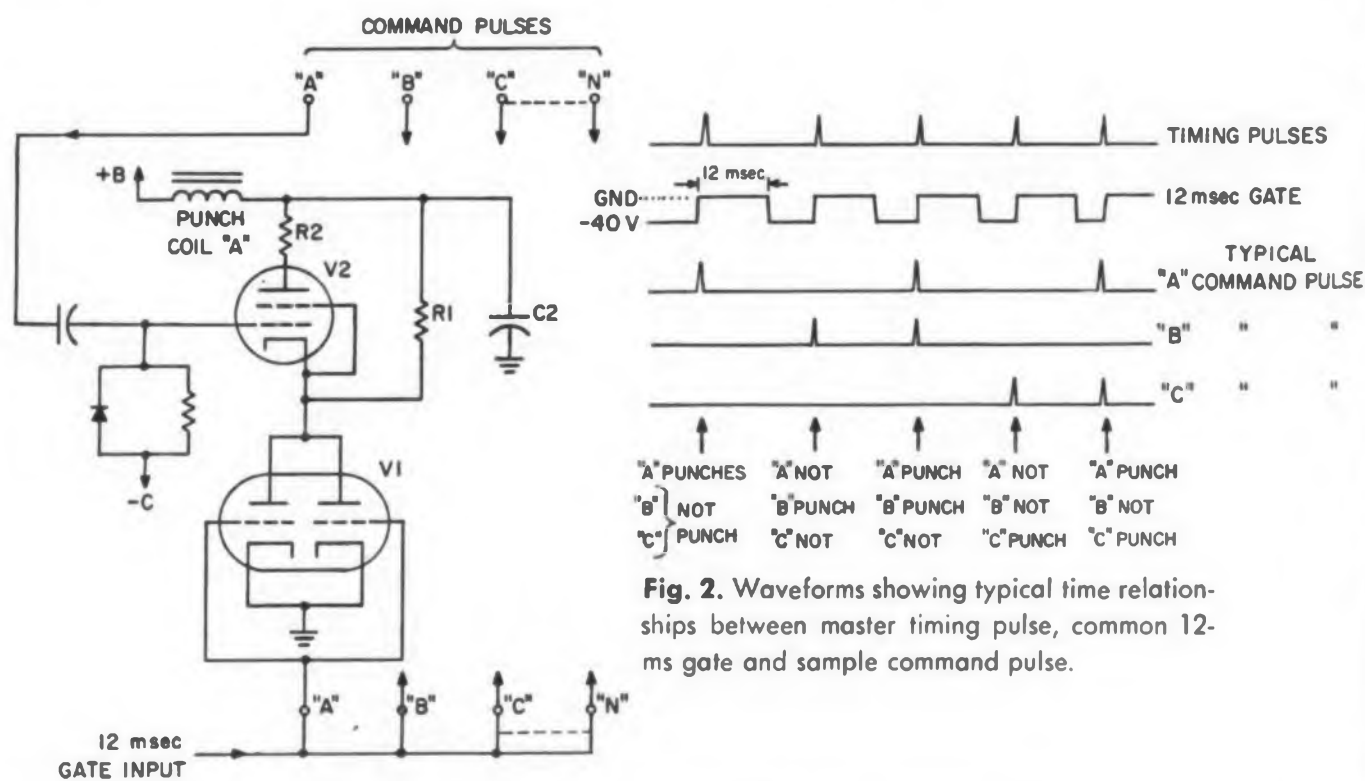 COMMAND PULSES
"A" "B" "C" "N"
+B
PUNCH
COIL "A"
R2
V2
R1
C2
-C
V1
"A" "B" "C" "N"
12 msec
GATE INPUT
TIMING PULSES
12 msec
GND
-40 V
12 msec GATE
TYPICAL
"A" COMMAND PULSE
"B" " "
"C" " "
"A" PUNCHES "A" NOT "A" PUNCH "A" NOT "A" PUNCH
"B" NOT "B" PUNCH "B" PUNCH "B" NOT "B" NOT
"C" PUNCH "C" NOT "C" NOT "C" PUNCH "C" PUNCH
Fig. 2. Waveforms showing typical time relation-
ships between master timing pulse, common 12-
ms gate and sample command pulse.